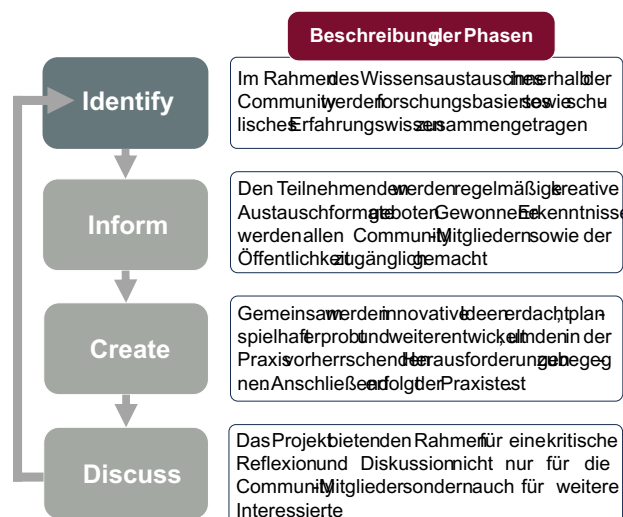 Beschreibung der Phasen
Identify
Im Rahmen des Wissensaustausches innerhalb der
Community werden forschungsbasiertes sowie schu-
lisches Erfahrungswissen zusammengetragen
Inform
Den Teilnehmenden werden regelmäßig kreative
Austauschformate geboten. Gewonnene Erkenntnisse
werden allen Community-Mitgliedern sowie der
Öffentlichkeit zugänglich gemacht
Create
Gemeinsam werden innovative Ideen erdacht, plan-
spielhaft erprobt und weiterentwickelt, um den in der
Praxis vorherrschenden Herausforderungen zu begeg-
nen. Anschließend erfolgt der Praxistest.
Discuss
Das Projekt bietet den Rahmen für eine kritische
Reflexion und Diskussion nicht nur für die
Community-Mitglieder sondern auch für weitere
Interessierte